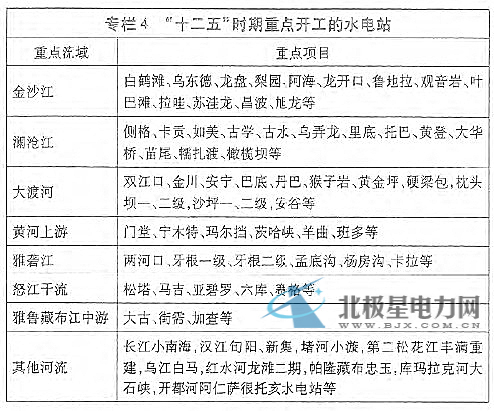 专栏4 “十二五”时期重点开工的水电站
重点流域 重点项目
金沙江 白鹤滩、乌东德、龙盘、梨园、阿海、龙开口、鲁地拉、观音岩、叶
巴滩、拉哇、苏洼龙、昌波、旭龙等
澜沧江 侧格、卡贡、如美、古学、古水、乌弄龙、里底、托巴、黄登、大华
桥、苗尾、糯扎渡、橄榄坝等
大渡河 双江口、金川、安宁、巴底、丹巴、猴子岩、黄金坪、硬梁包、枕头
坝一、二级,沙坪一、二级,安谷等
黄河上游 门堂、宁木特、玛尔挡、茨哈峡、羊曲、班多等
雅砻江 两河口、牙根一级、牙根二级、孟底沟、杨房沟、卡拉等
怒江干流 松塔、马吉、亚碧罗、六库、赛格等
雅鲁藏布江中游 大古、街需、加查等
其他河流 长江小南海,汉江旬阳、新集,堵河小漩,第二松花江丰满重
建,乌江白马,红水河龙滩二期,帕隆藏布忠玉,库玛拉克河大
石峡,开都河阿仁萨很托亥水电站等
北极星电力网
WWW.BJX.COM.CN